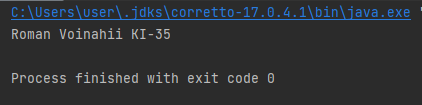 C:\Users\user\.jdks\corretto-17.0.4.1\bin\java.exe
Roman Voinahii KI-35
Process finished with exit code 0